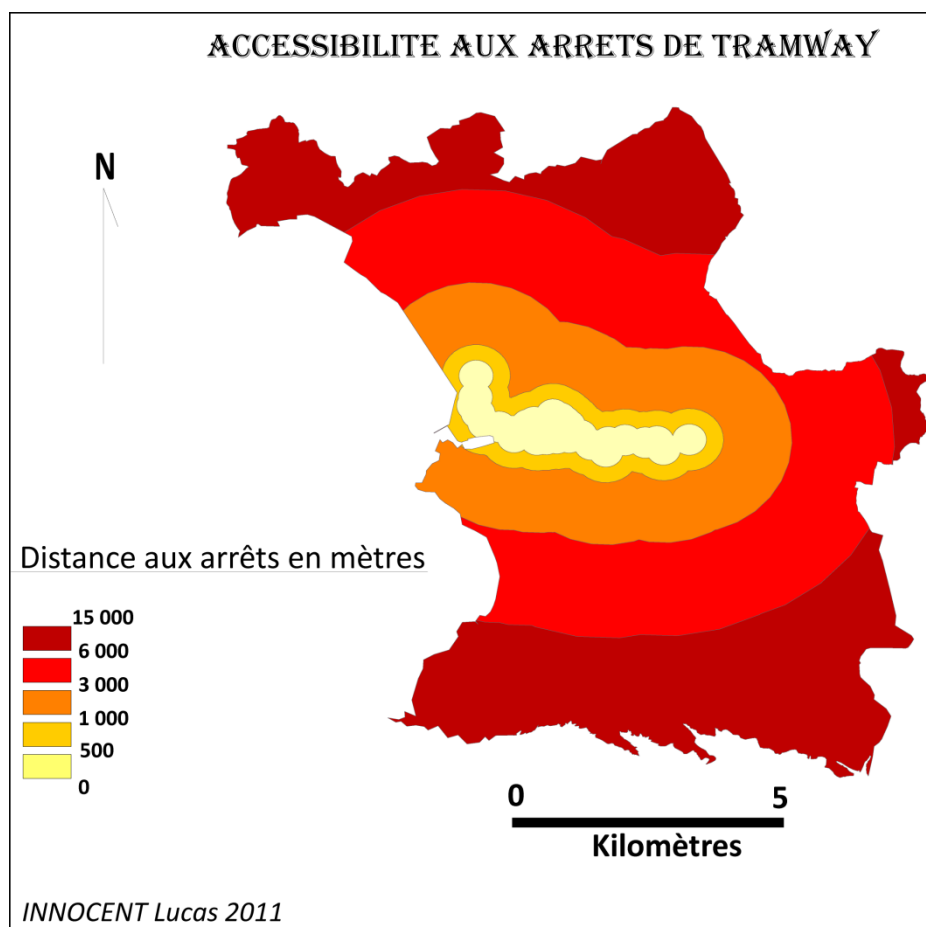 ACCESSIBILITE AUX ARRETS DE TRAMWAY
N
Distance aux arrêts en mètres
15 000
6 000
3 000
1 000
500
0
0 5
Kilomètres
INNOCENT Lucas 2011